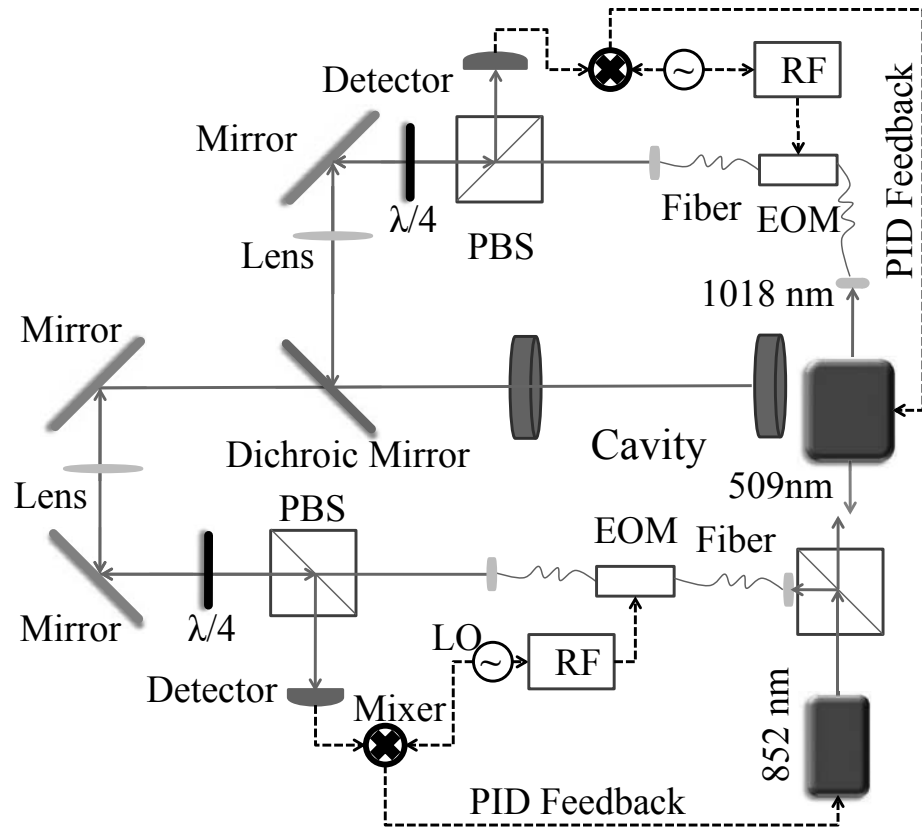 Detector
RF
Mirror
PID Feedback
λ/4
PBS
Fiber
EOM
Lens
1018 nm
Mirror
Dichroic Mirror
Cavity
509nm
Lens
PBS
EOM
Fiber
Mirror
λ/4
LO
~
RF
Detector
Mixer
852 nm
PID Feedback
~